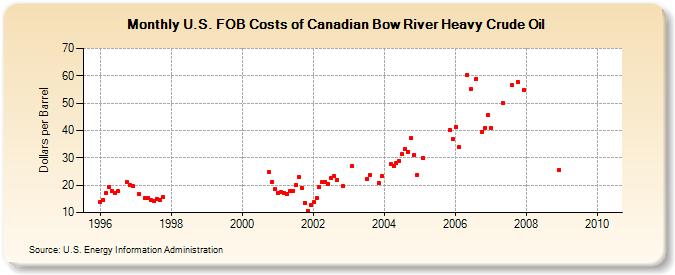 Monthly U.S. FOB Costs of Canadian Bow River Heavy Crude Oil
Dollars per Barrel
70
60
50
40
30
20
10
1996 1998 2000 2002 2004 2006 2008 2010
Source: U.S. Energy Information Administration